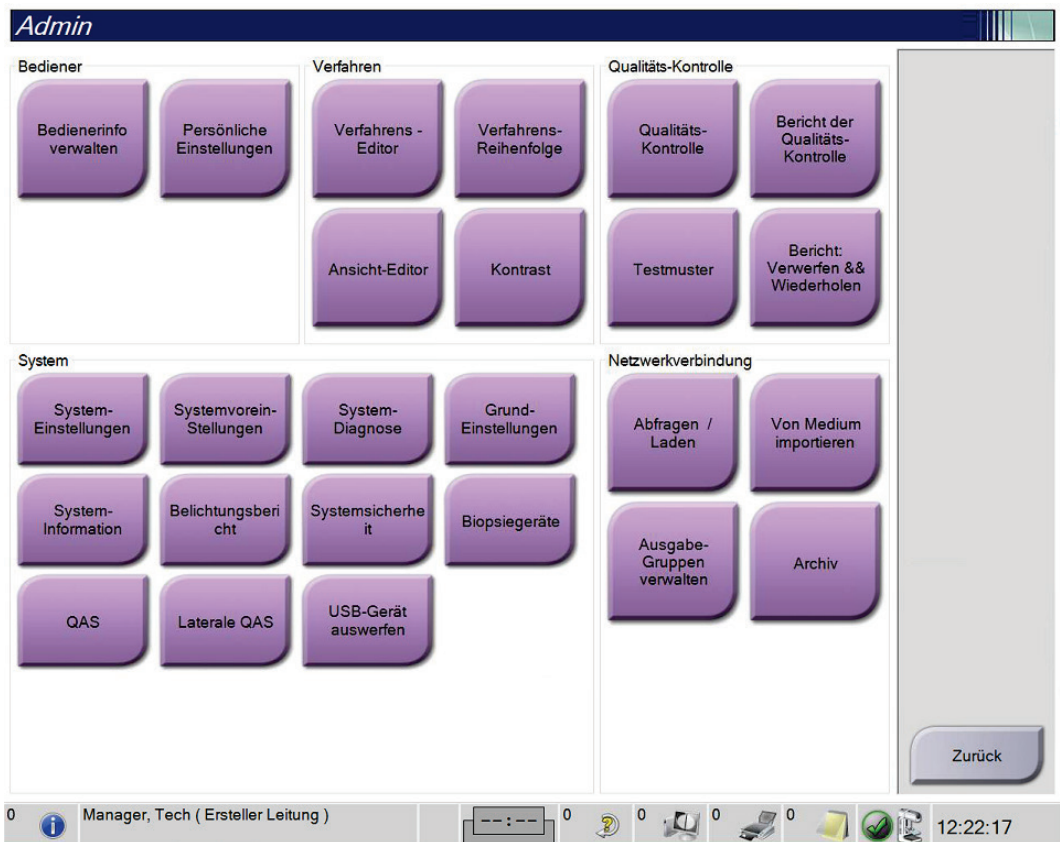 Admin
Bediener
Bedienerinfo
verwalten
Persönliche
Einstellungen
Verfahren
Verfahrens -
Editor
Verfahrens-
Reihenfolge
Ansicht-Editor
Kontrast
Qualitäts-Kontrolle
Qualitäts-
Kontrolle
Bericht der
Qualitäts-
Kontrolle
Testmuster
Bericht:
Verwerfen &&
Wiederholen
System
System-
Einstellungen
Systemvorein-
Stellungen
System-
Diagnose
Grund-
Einstellungen
System-
Information
Belichtungsberi
cht
Systemsicherhe
it
Biopsiegeräte
QAS
Laterale QAS
USB-Gerät
auswerfen
Netzwerkverbindung
Abfragen / 
Laden
Von Medium
importieren
Ausgabe-
Gruppen
verwalten
Archiv
Zurück
0
Manager, Tech ( Ersteller Leitung )
--:--
0
0
0
0
12:22:17